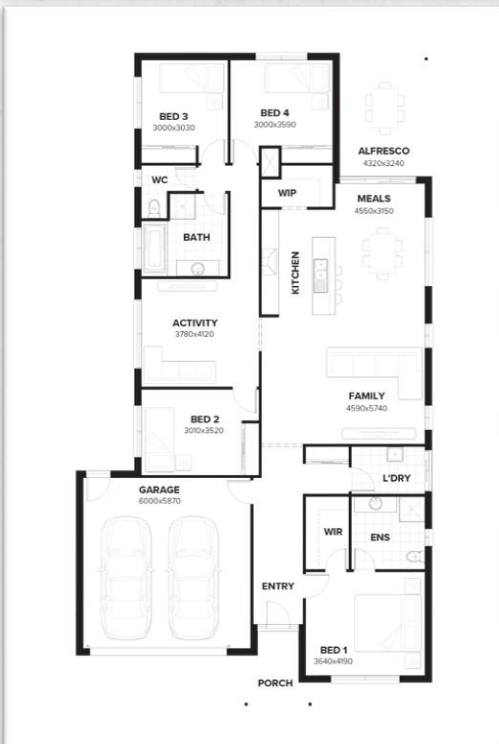 BED 3
3000x3030
BED 4
3000x3590
ALFRESCO
4320x3240
WC
WIP
MEALS
4550x3150
BATH
KITCHEN
ACTIVITY
3780x4120
FAMILY
4590x5740
BED 2
3010x3520
L'DRY
GARAGE
6000x5870
WIR
ENS
ENTRY
BED 1
3640x4190
PORCH